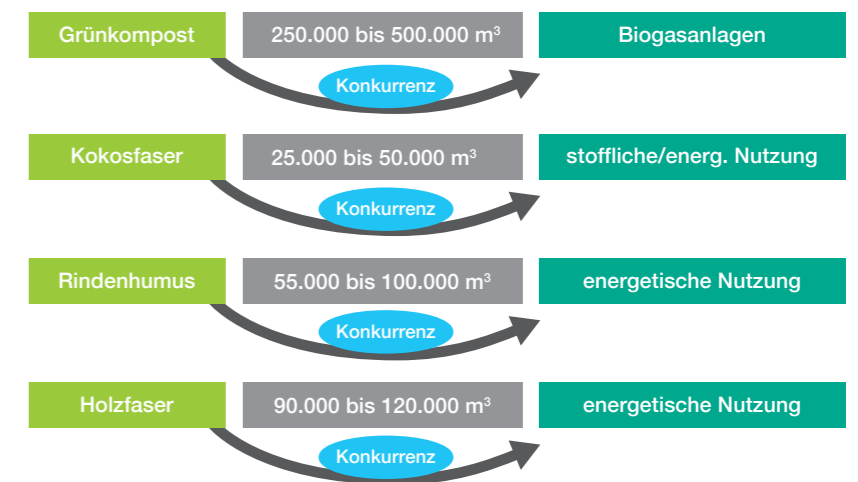 Grünkompost 250.000 bis 500.000 m³ Biogasanlagen
Konkurrenz
Kokosfaser 25.000 bis 50.000 m³ stoffliche/energ. Nutzung
Konkurrenz
Rindenhumus 55.000 bis 100.000 m³ energetische Nutzung
Konkurrenz
Holzfaser 90.000 bis 120.000 m³ energetische Nutzung
Konkurrenz